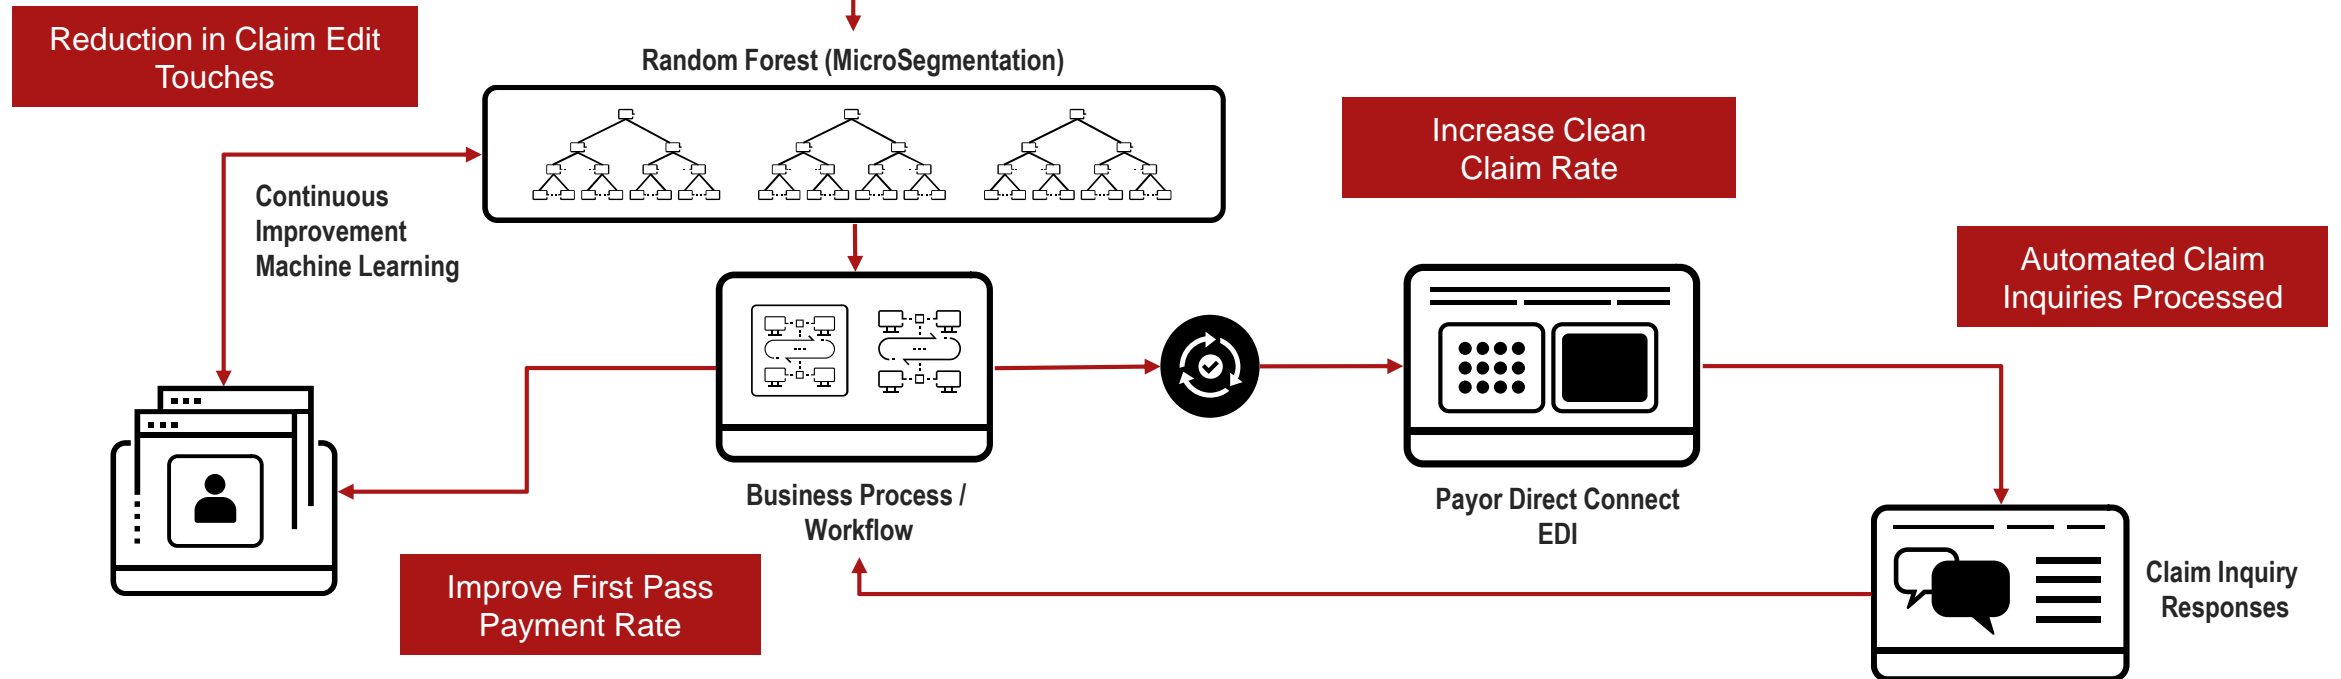 Reduction in Claim Edit
Touches
Random Forest (MicroSegmentation)
Increase Clean
Claim Rate
Continuous
Improvement
Machine Learning
Automated Claim
Inquiries Processed
Business Process /
Workflow
Payor Direct Connect
EDI
Improve First Pass
Payment Rate
Claim Inquiry
Responses